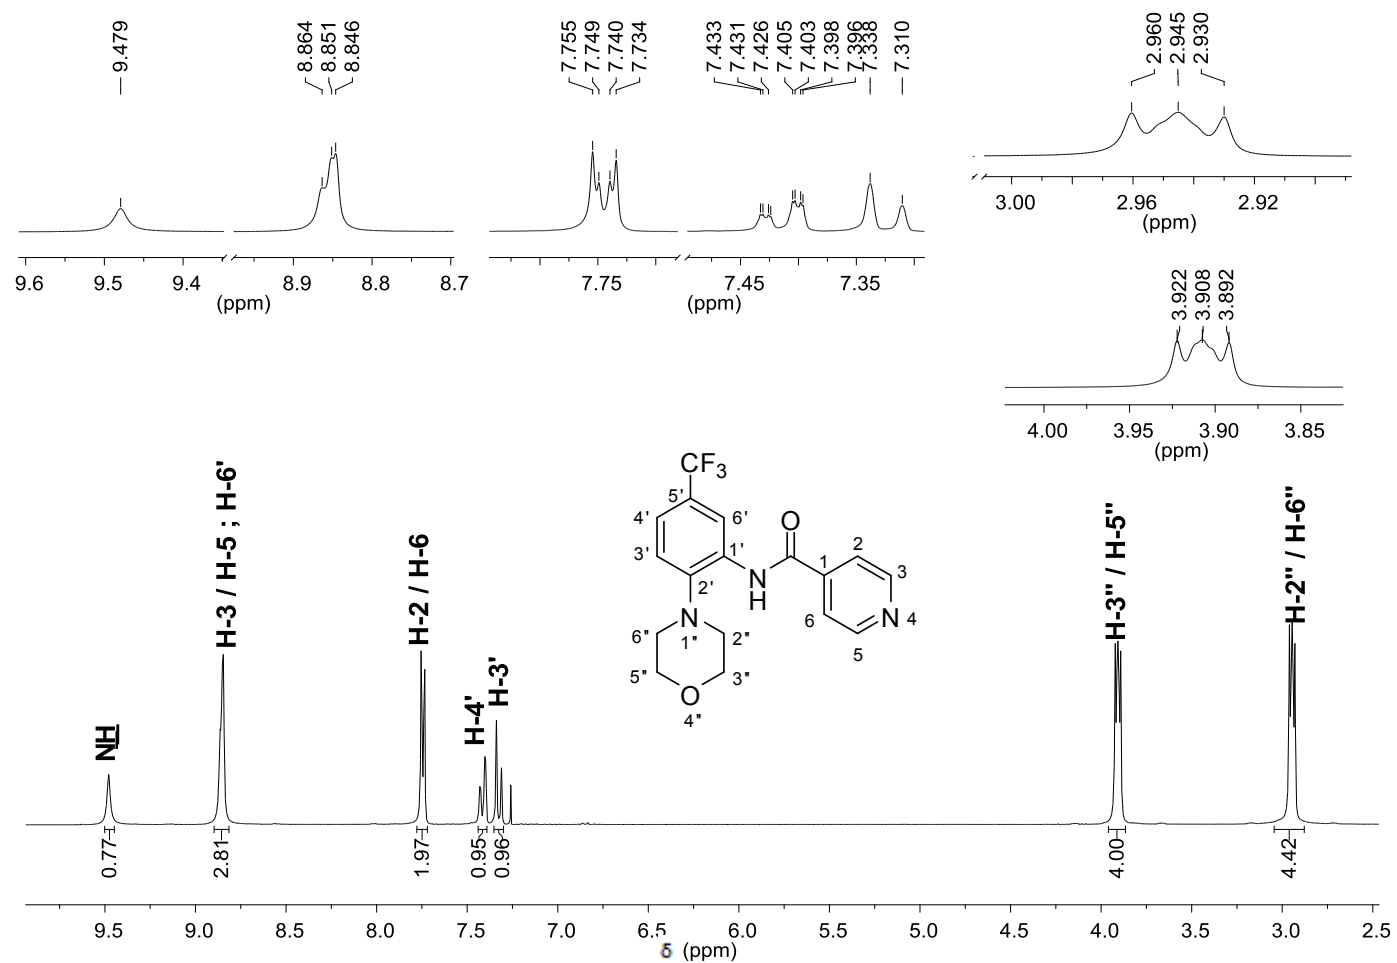 9.479
8.864
8.851
8.846
7.755
7.749
7.740
7.734
7.433
7.431
7.426
7.405
7.403
7.398
7.396
7.338
7.310
2.960
2.945
2.930
9.6 9.5 9.4 8.9 8.8 8.7 7.75 7.45 7.35
(ppm) (ppm)
3.00 2.96 2.92
(ppm)
3.922
3.908
3.892
4.00 3.95 3.90 3.85
(ppm)
CF3
5'
4' 6'
3' 1'
2'
O
N
H
1 2
3
N 4
6
5
N
1"
6" 2"
5" 3"
O
4"
NH
H-3 / H-5 ; H-6'
H-2 / H-6
H-4'
H-3'
H-3" / H-5"
H-2" / H-6"
0.77 2.81 1.97 0.95 0.96 4.00 4.42
9.5 9.0 8.5 8.0 7.5 7.0 6.5 6.0 5.5 5.0 4.5 4.0 3.5 3.0 2.5
δ (ppm)